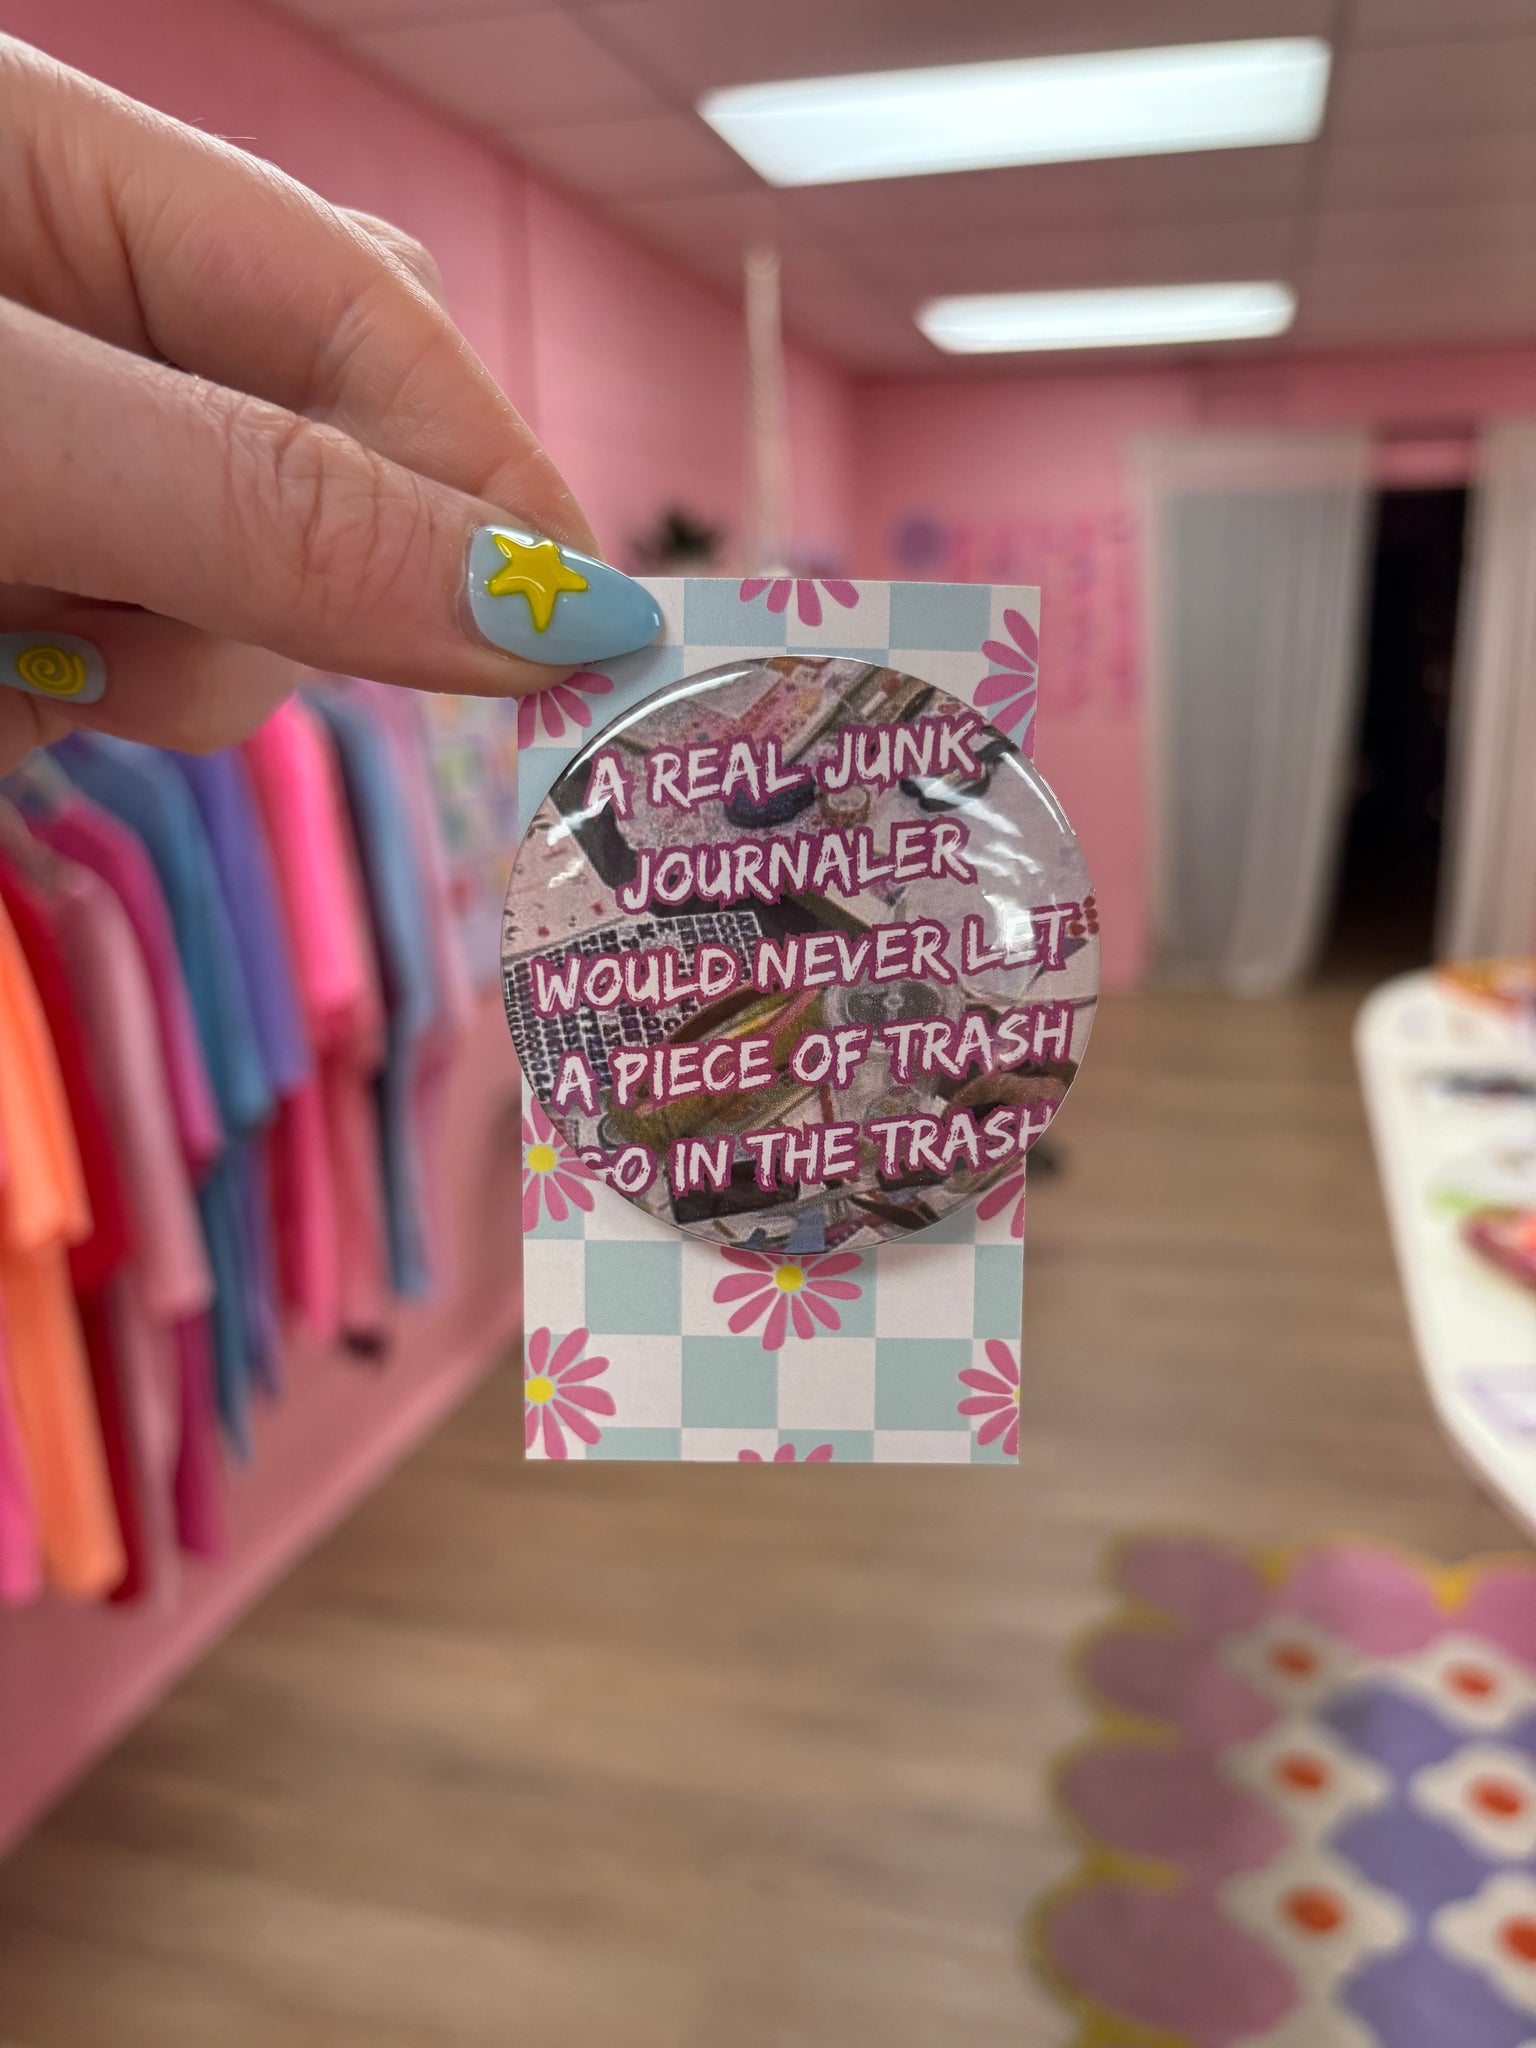 A REAL JUNK
JOURNALER
WOULD NEVER LET
A PIECE OF TRASH
GO IN THE TRASH